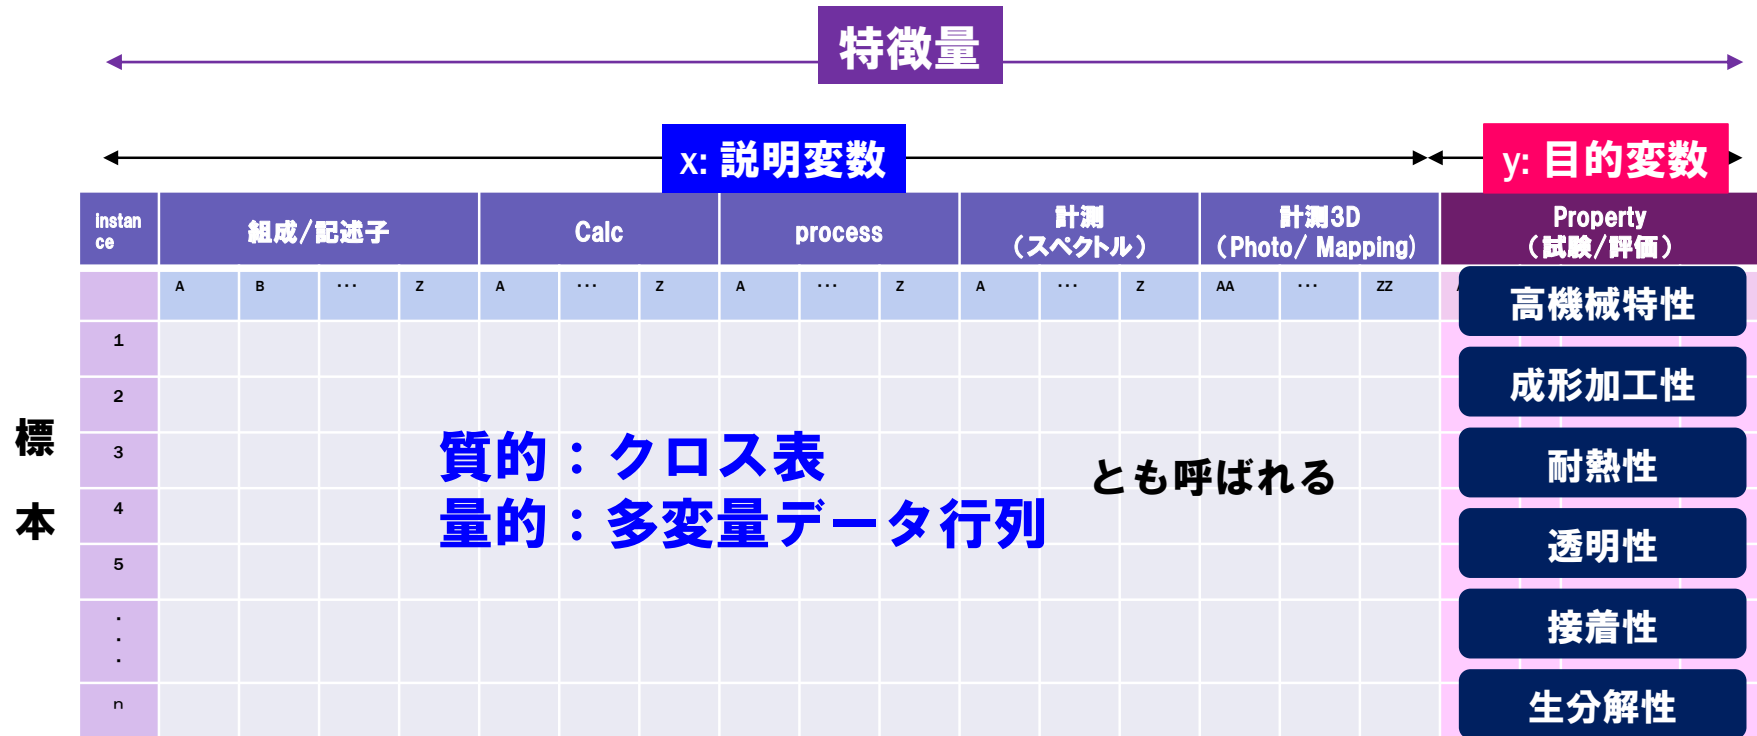 特徴量
x: 説明変数
y: 目的変数
instan
ce
組成/記述子
Calc
process
計測
（スペクトル）
計測3D
（Photo/ Mapping）
Property
（試験/評価）
A B ･･･ Z A ･･･ Z A ･･･ Z A ･･･ Z AA ･･･ ZZ
高機械特性
1
2
成形加工性
標
本
3
質的：クロス表
とも呼ばれる
耐熱性
4
量的：多変量データ行列
透明性
5
･
･
･
接着性
n
生分解性